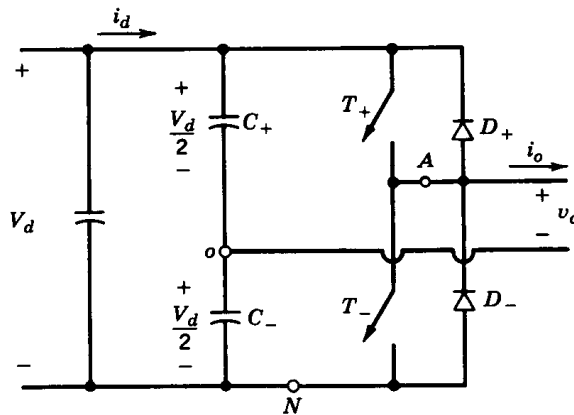 i_d
+
+
V_d/2
−
C_+
T_+
D_+
A
i_o
+
v_o
−
V_d
o
+
V_d/2
−
C_−
T_−
D_−
−
N